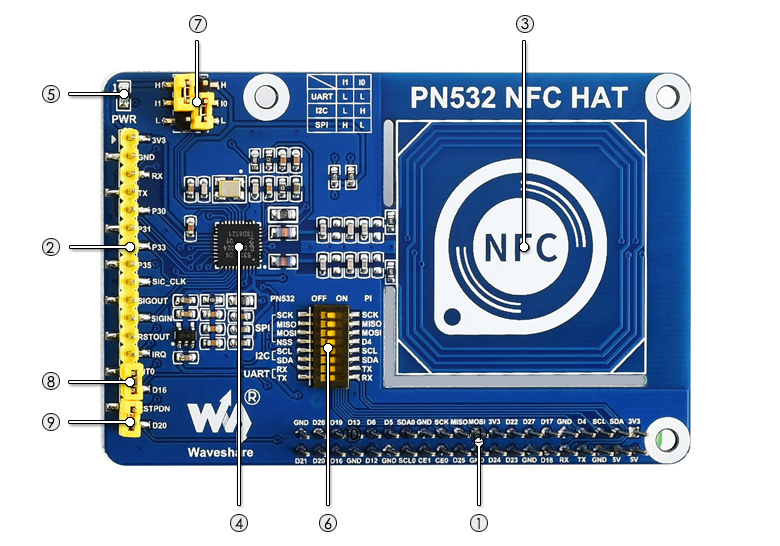 ⑦
③
⑤
1
PWR
H H
I1 I0
L L
I1 I0
UART L L
I2C L H
SPI H L
PN532 NFC HAT
3V3
GND
RX
TX
P30
P31
②
P33
P35
SIC_CLK
SIGOUT
SIGIN
RSTOUT
IRQ
INT0
⑧
D16
RSTPDN
⑨
D20
NFC
PN532 OFF ON PI
SCK SCK
MISO MISO
SPI
MOSI MOSI
NSS D4
SCL SCL
I2C
SDA SDA
UART
RX TX
TX RX
®
Waveshare
GND D26 D19 D13 D6 D5 SDA0 GND SCK MISO MOSI 3V3 D22 D27 D17 GND D4 SCL SDA 3V3
D21 D20 D16 GND D12 GND SCL0 CE1 CE0 D25 GND D24 D23 GND D18 RX TX GND 5V 5V
④
⑥
①